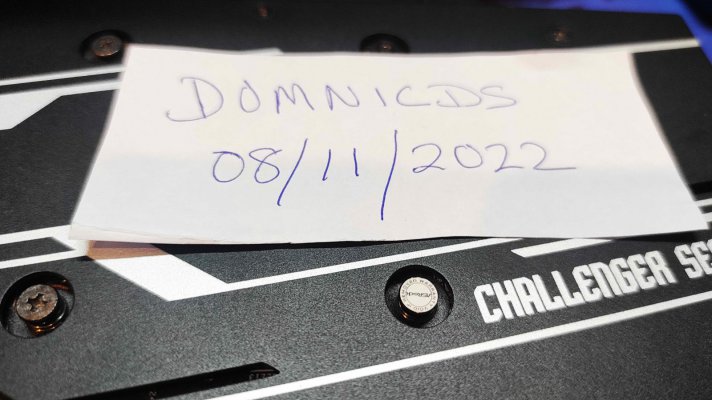 DOMNICDS
08/11/2022
CHALLENGER SE